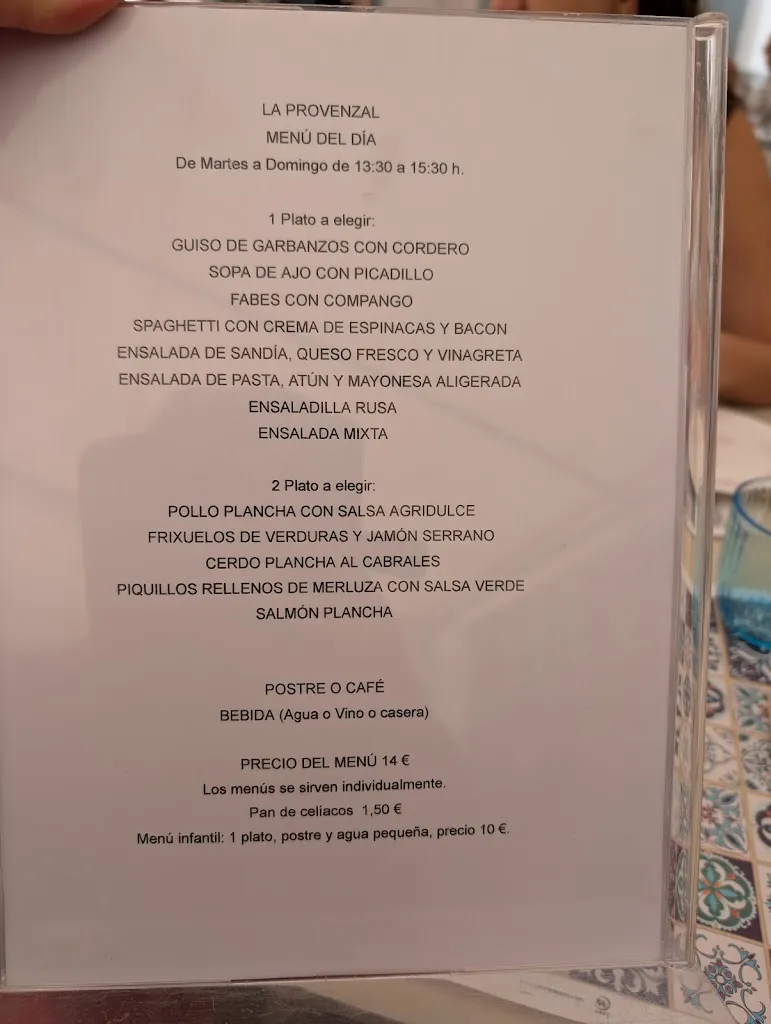 LA PROVENZAL
MENÚ DEL DÍA
De Martes a Domingo de 13:30 a 15:30 h.
1 Plato a elegir:
GUISO DE GARBANZOS CON CORDERO
SOPA DE AJO CON PICADILLO
FABES CON COMPANGO
SPAGHETTI CON CREMA DE ESPINACAS Y BACON
ENSALADA DE SANDÍA, QUESO FRESCO Y VINAGRETA
ENSALADA DE PASTA, ATÚN Y MAYONESA ALIGERADA
ENSALADILLA RUSA
ENSALADA MIXTA
2 Plato a elegir:
POLLO PLANCHA CON SALSA AGRIDULCE
FRIXUELOS DE VERDURAS Y JAMÓN SERRANO
CERDO PLANCHA AL CABRALES
PIQUILLOS RELLENOS DE MERLUZA CON SALSA VERDE
SALMÓN PLANCHA
POSTRE O CAFÉ
BEBIDA (Agua o Vino o casera)
PRECIO DEL MENÚ 14 €
Los menús se sirven individualmente.
Pan de celiacos 1,50 €
Menú infantil: 1 plato, postre y agua pequeña, precio 10 €.